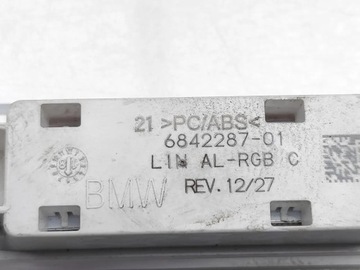 21 >PC/ABS<
6842287-01
LIN AL-RGB C
BMW REV. 12/27